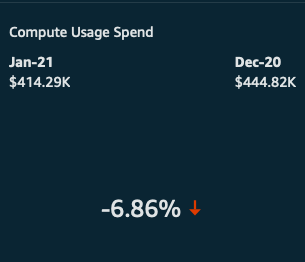 Compute Usage Spend
Jan-21 Dec-20
$414.29K $444.82K
-6.86% ↓